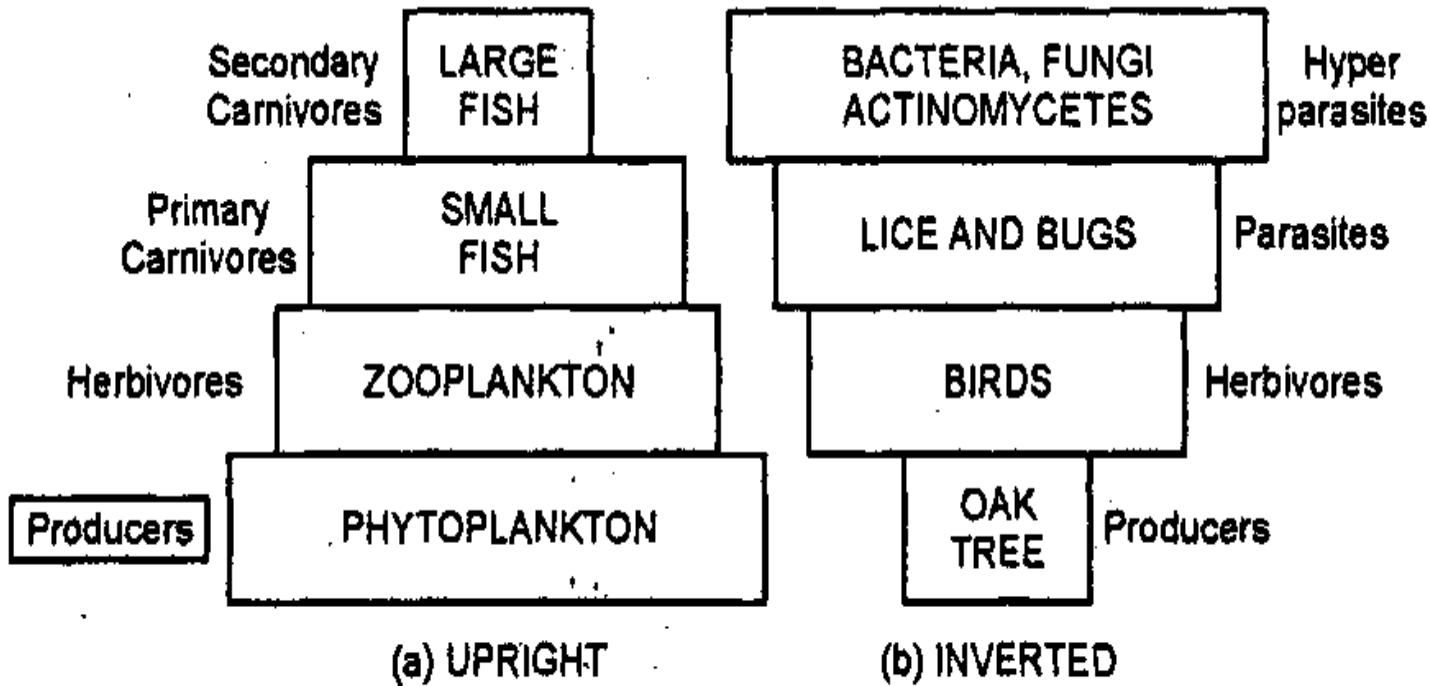 Secondary
Carnivores
LARGE
FISH
Primary
Carnivores
SMALL
FISH
Herbivores
ZOOPLANKTON
Producers
PHYTOPLANKTON
(a) UPRIGHT
BACTERIA, FUNGI
ACTINOMYCETES
Hyper
parasites
LICE AND BUGS
Parasites
BIRDS
Herbivores
OAK
TREE
Producers
(b) INVERTED